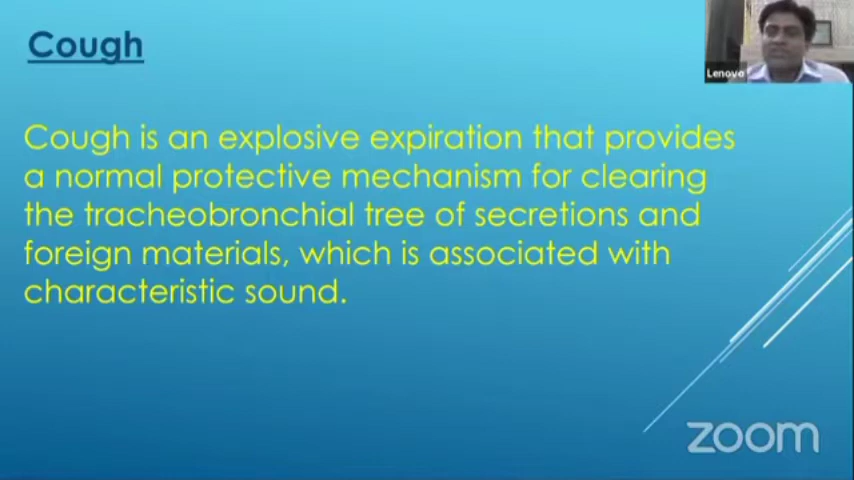 Cough
Lenovo
Cough is an explosive expiration that provides
a normal protective mechanism for clearing
the tracheobronchial tree of secretions and
foreign materials, which is associated with
characteristic sound.
zoom